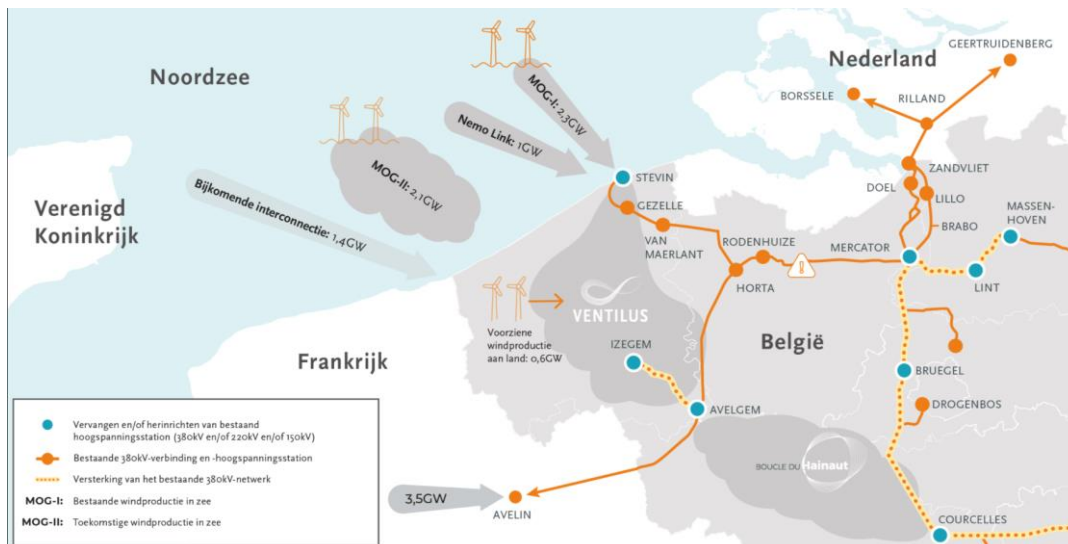 Noordzee
MOG-I: 2,3GW
Nemo Link: 1GW
MOG-II: 2,1GW
Bijkomende interconnectie: 1,4GW
Verenigd
Koninkrijk
Frankrijk
Nederland
België
GEERTRUIDENBERG
BORSSELE
RILLAND
ZANDVLIET
DOEL
LILLO
BRABO
MASSEN-
HOVEN
STEVIN
GEZELLE
VAN
MAERLANT
RODENHUIZE
MERCATOR
HORTA
LINT
VENTILUS
Voorziene
windproductie
aan land: 0,6GW
IZEGEM
AVELGEM
BRUEGEL
DROGENBOS
BOUCLE DU Hainaut
COURCELLES
3,5GW
AVELIN
Vervangen en/of herinrichten van bestaand
hoogspanningsstation (380kV en/of 220kV en/of 150kV)
Bestaande 380kV-verbinding en -hoogspanningsstation
Versterking van het bestaande 380kV-netwerk
MOG-I: Bestaande windproductie in zee
MOG-II: Toekomstige windproductie in zee